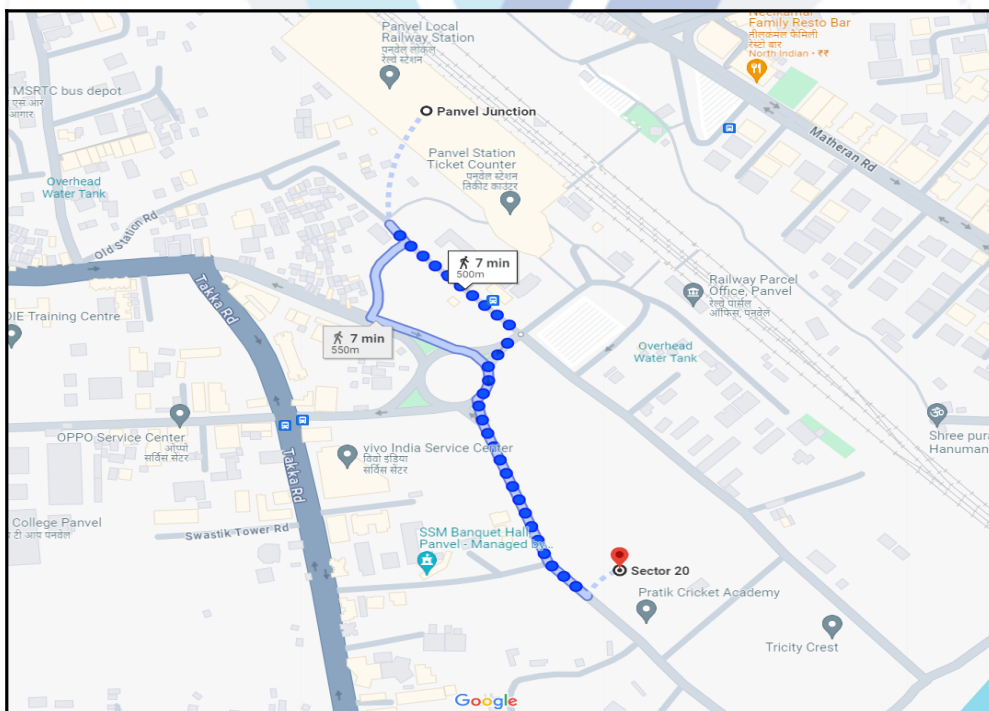 Panvel Local
Railway Station
पनवेल लोकल
रेल्वे स्टेशन
Family Resto Bar
नीलकमल फॅमिली
रेस्टो बार
North Indian • ₹₹
MSRTC bus depot
एस आर
आगार
Panvel Junction
Matheran Rd
Panvel Station
Ticket Counter
पनवेल स्टेशन
तिकीट काउंटर
Overhead
Water Tank
Old Station Rd
7 min
500m
Takka Rd
Railway Parcel
Office, Panvel
रेल्वे पार्सल
ऑफिस, पनवेल
DIE Training Centre
7 min
550m
Overhead
Water Tank
OPPO Service Center
ओप्पो
सर्विस सेंटर
Shree pura
Hanuman
vivo India Service Center
विवो इंडिया
सर्विस सेंटर
Takka Rd
College Panvel
टी आय पनवेल
Swastik Tower Rd
SSM Banquet Hall
Panvel - Managed by...
Sector 20
Pratik Cricket Academy
Tricity Crest
Google